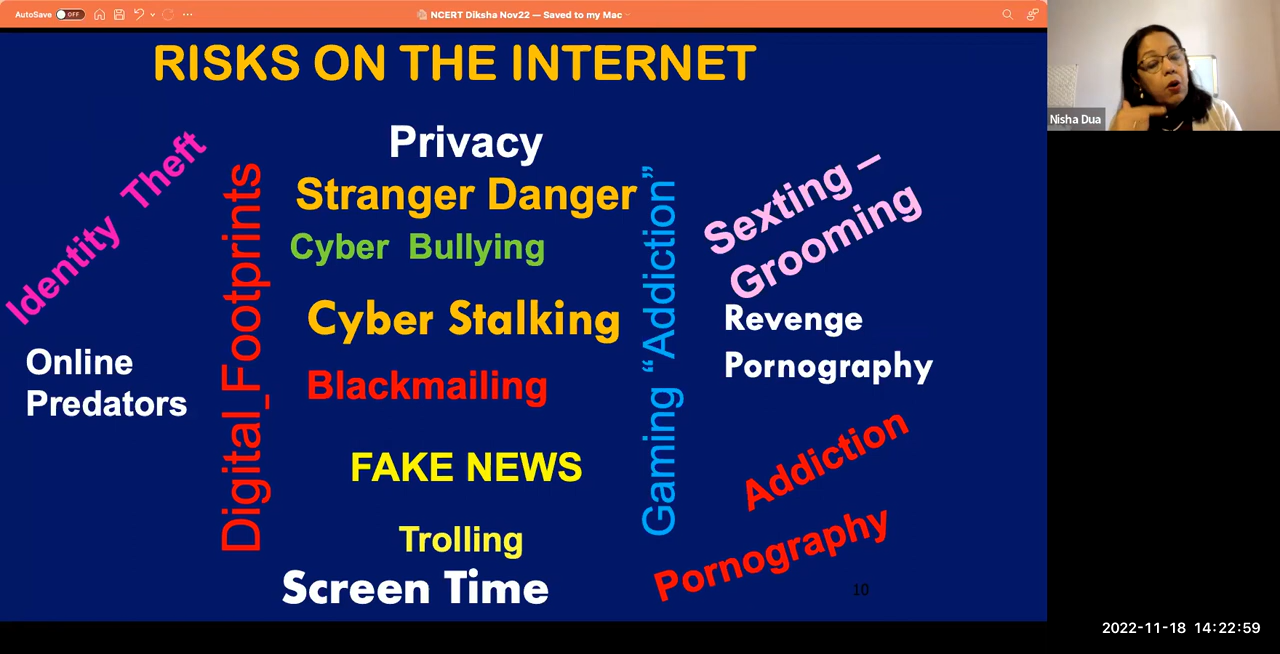 AutoSave OFF
NCERT Diksha Nov22 — Saved to my Mac
RISKS ON THE INTERNET
Identity Theft
Online
Predators
Digital_Footprints
Privacy
Stranger Danger
Cyber Bullying
Cyber Stalking
Blackmailing
FAKE NEWS
Trolling
Screen Time
Gaming “Addiction”
Sexting –
Grooming
Revenge
Pornography
Addiction
Pornography
10
Nisha Dua
2022-11-18 14:22:59